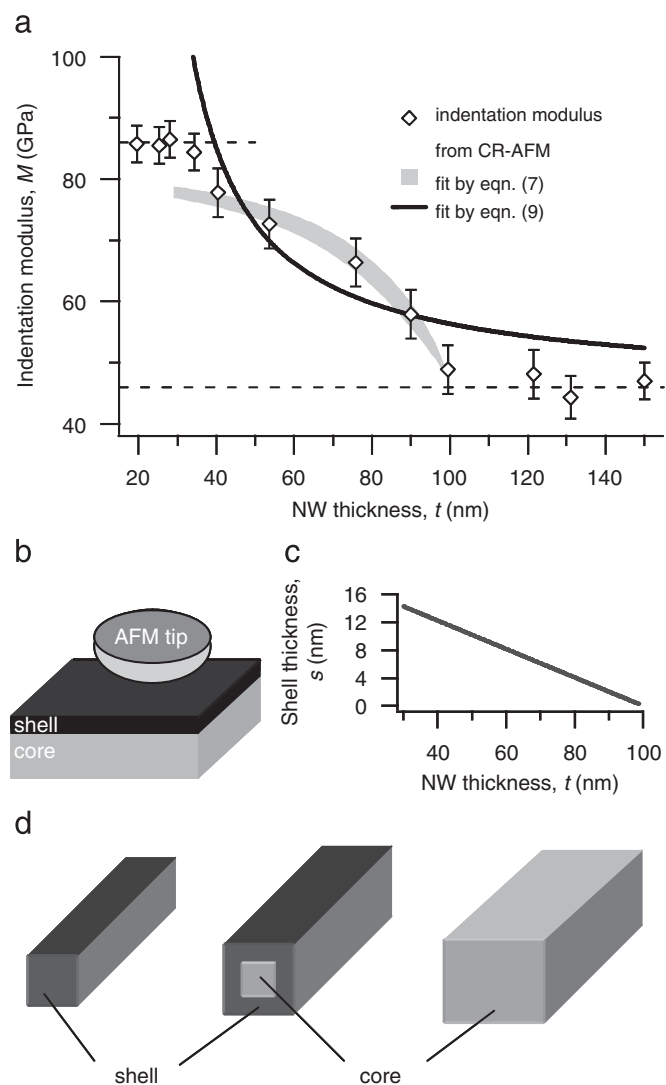 a
100
80
60
40
Indentation modulus, M (GPa)
indentation modulus
from CR-AFM
fit by eqn. (7)
fit by eqn. (9)
20 40 60 80 100 120 140
NW thickness, t (nm)
b
AFM tip
shell
core
c
Shell thickness,
s (nm)
16
12
8
4
0
40 60 80 100
NW thickness, t (nm)
d
shell core